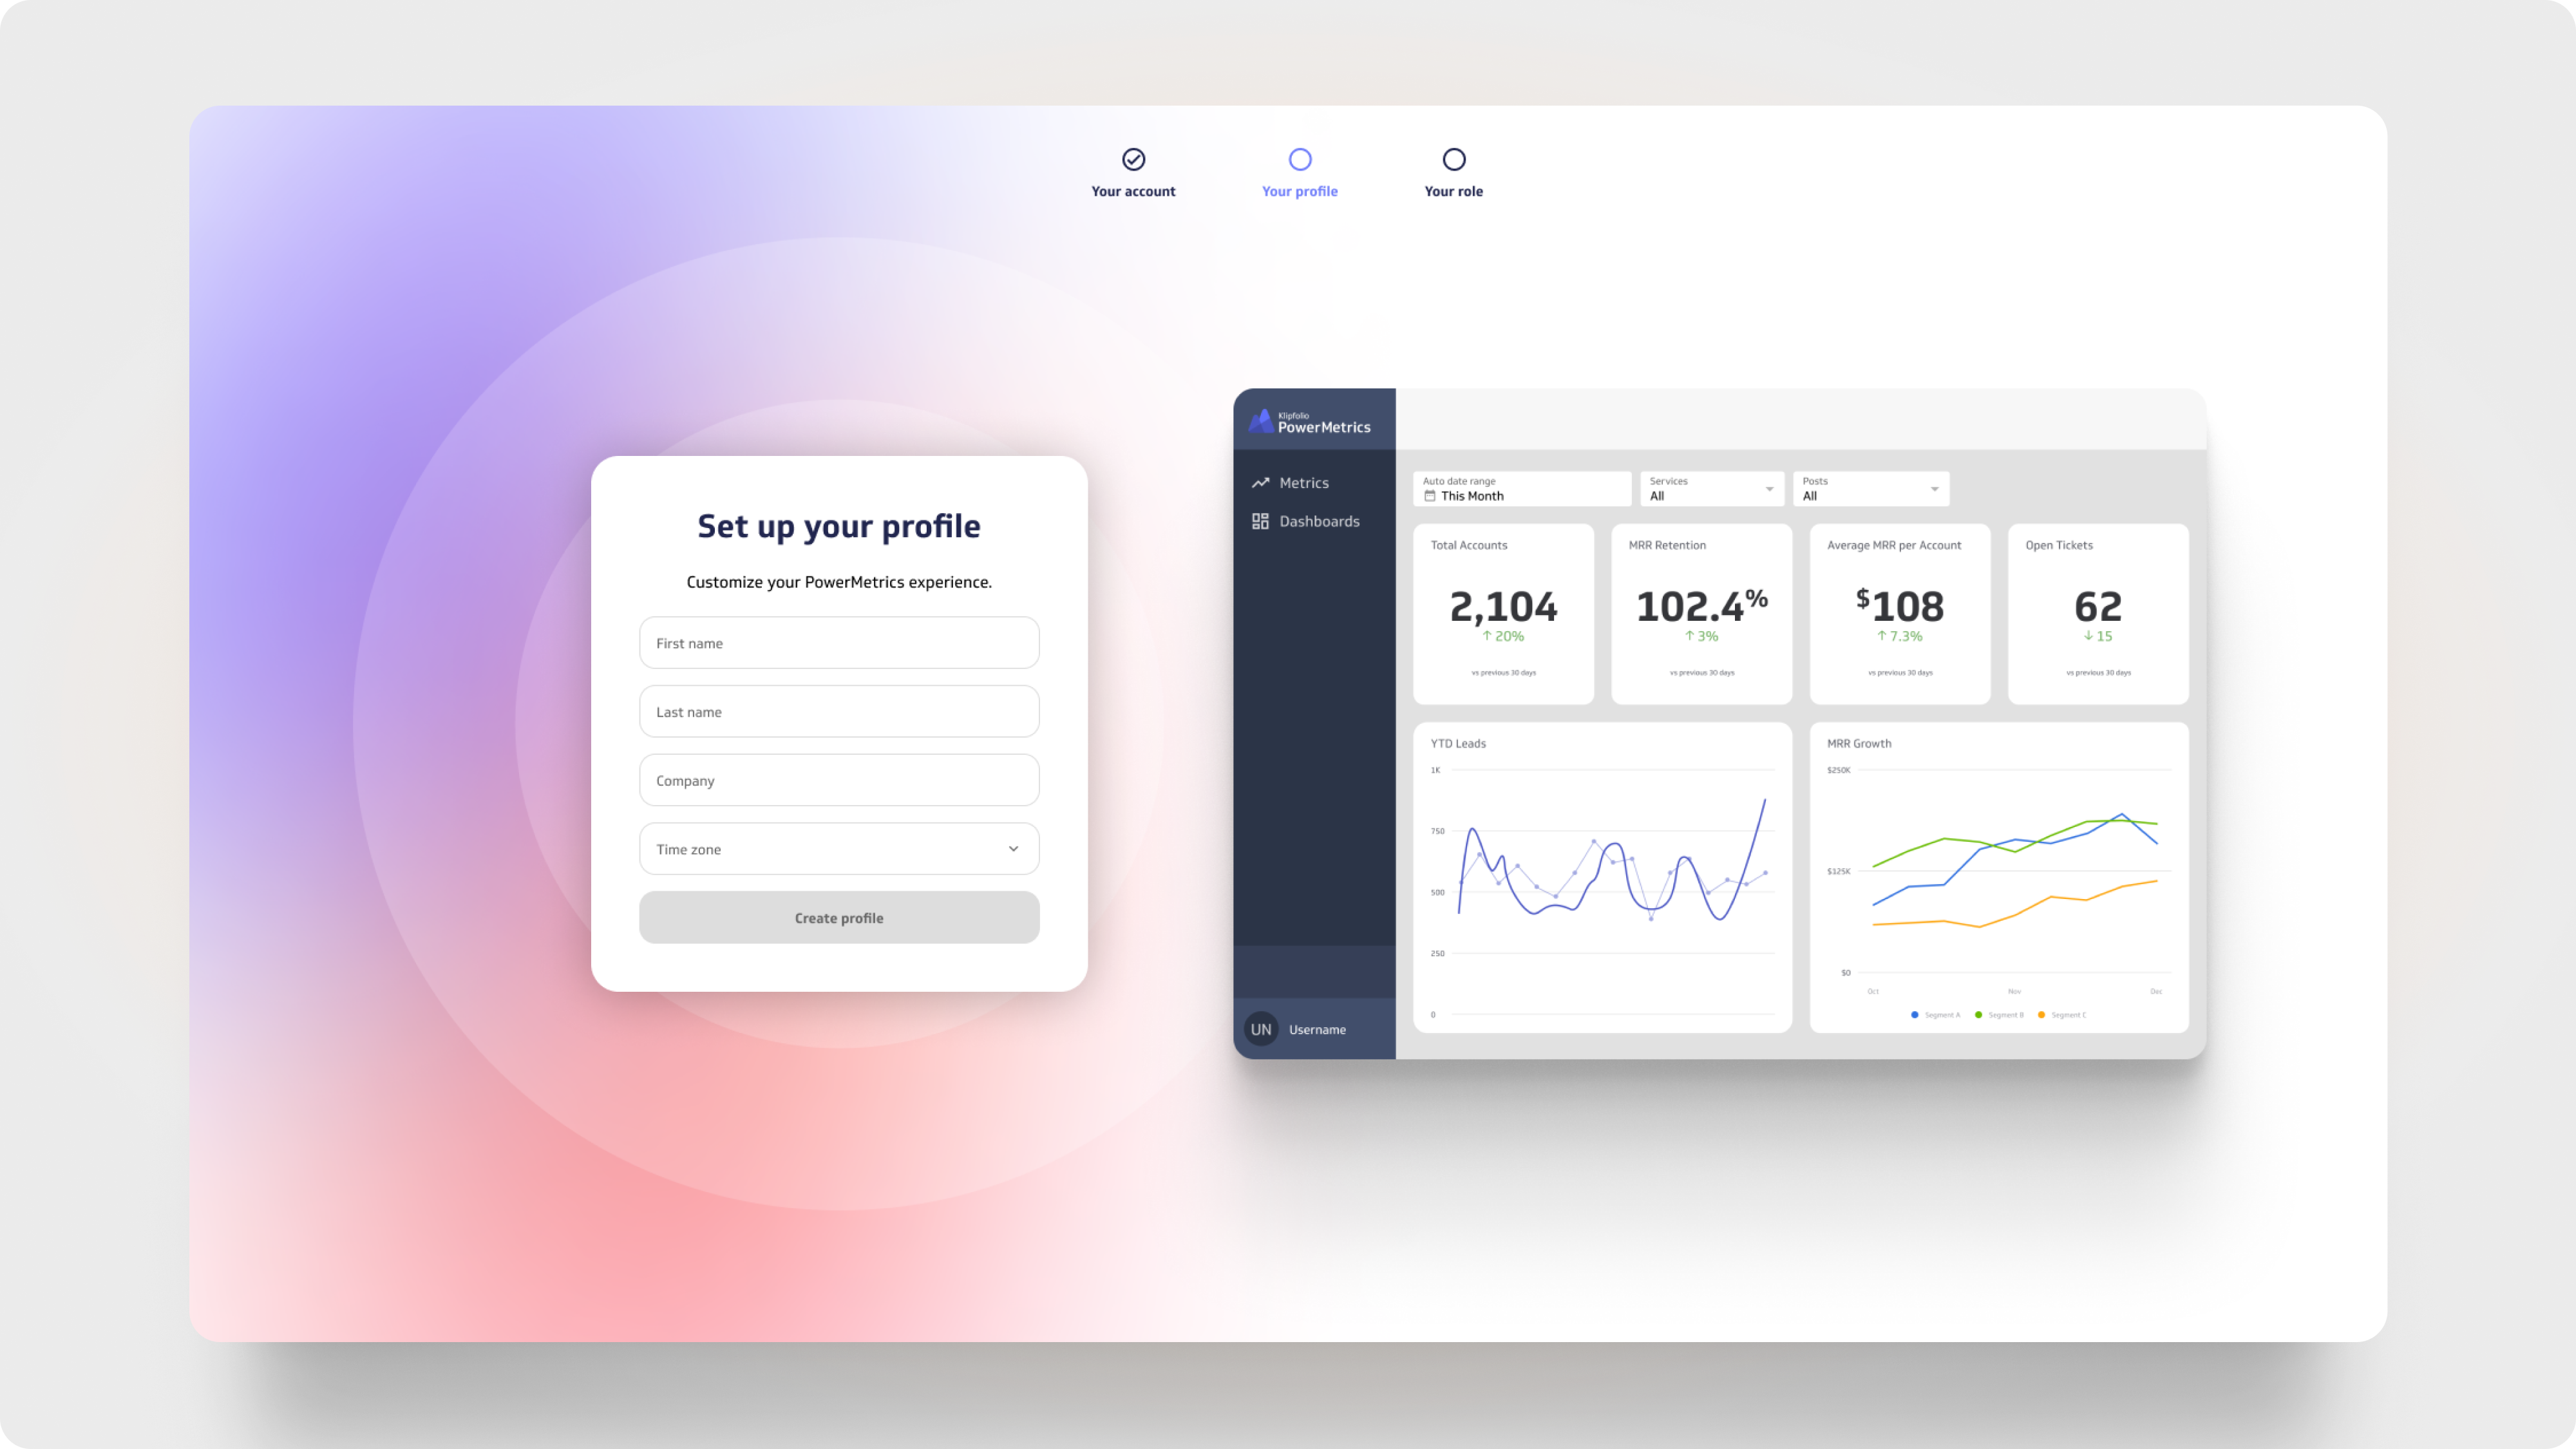 Your account
Your profile
Your role
Set up your profile
Customize your PowerMetrics experience.
First name
Last name
Company
Time zone
Create profile
Klipfolio
PowerMetrics
Metrics
Dashboards
UN
Username
Auto date range
This Month
Services
All
Posts
All
Total Accounts
2,104
↑ 20%
vs previous 30 days
MRR Retention
102.4%
↑ 3%
vs previous 30 days
Average MRR per Account
$108
↑ 7.3%
vs previous 30 days
Open Tickets
62
↓ 15
vs previous 30 days
YTD Leads
1K
750
500
250
0
MRR Growth
$250K
$125K
$0
Oct Nov Dec
Segment A Segment B Segment C